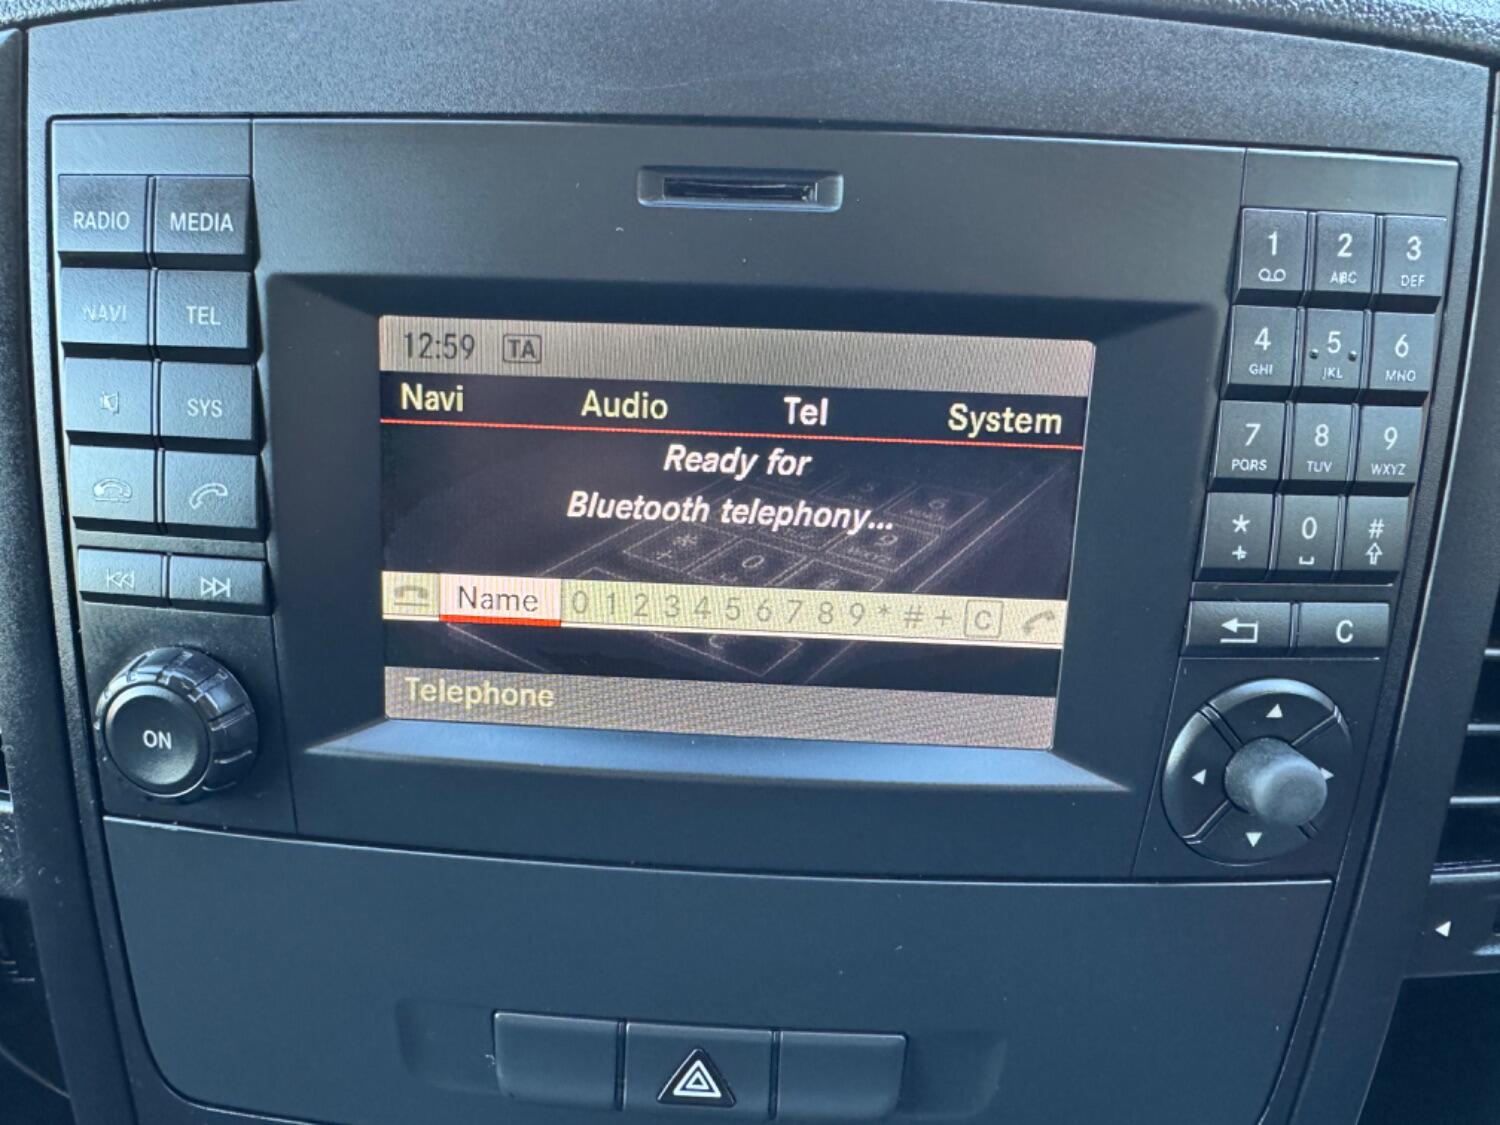 RADIO MEDIA
NAVI TEL
SYS
ON
12:59 TA
Navi Audio Tel System
Ready for
Bluetooth telephony...
Name 0 1 2 3 4 5 6 7 8 9 * # + C
Telephone
1 2 3
ABC DEF
4 5 6
GHI JKL MNO
7 8 9
PQRS TUV WXYZ
* 0 #
+
C